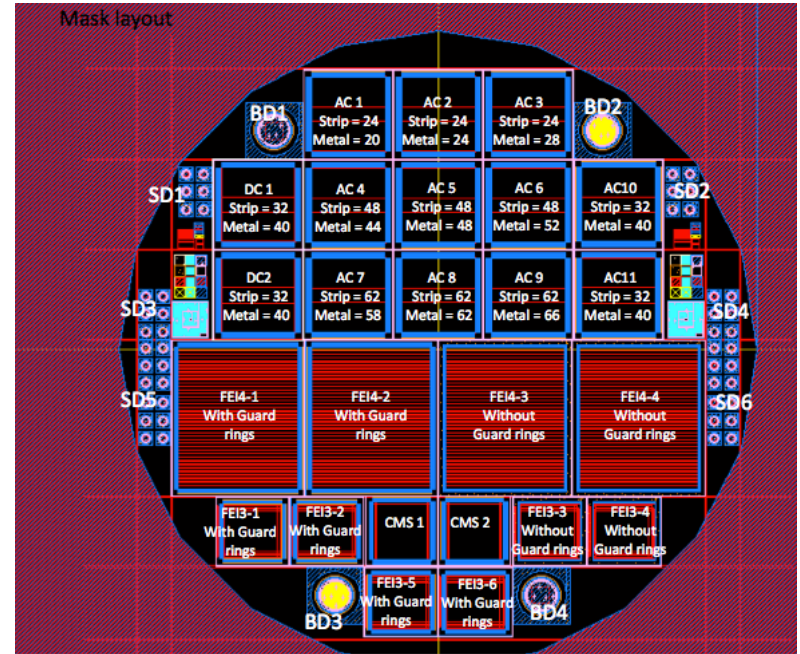 Mask layout
BD1
AC 1
Strip = 24
Metal = 20
AC 2
Strip = 24
Metal = 24
AC 3
Strip = 24
Metal = 28
BD2
SD1
DC 1
Strip = 32
Metal = 40
AC 4
Strip = 48
Metal = 44
AC 5
Strip = 48
Metal = 48
AC 6
Strip = 48
Metal = 52
AC10
Strip = 32
Metal = 40
SD2
SD3
DC2
Strip = 32
Metal = 40
AC 7
Strip = 62
Metal = 58
AC 8
Strip = 62
Metal = 62
AC 9
Strip = 62
Metal = 66
AC11
Strip = 32
Metal = 40
SD4
SD5
FEI4-1
With Guard
rings
FEI4-2
With Guard
rings
FEI4-3
Without
Guard rings
FEI4-4
Without
Guard rings
SD6
FEI3-1
With Guard
rings
FEI3-2
With Guard
rings
CMS 1
CMS 2
FEI3-3
Without
Guard rings
FEI3-4
Without
Guard rings
BD3
FEI3-5
With Guard
rings
FEI3-6
With Guard
rings
BD4